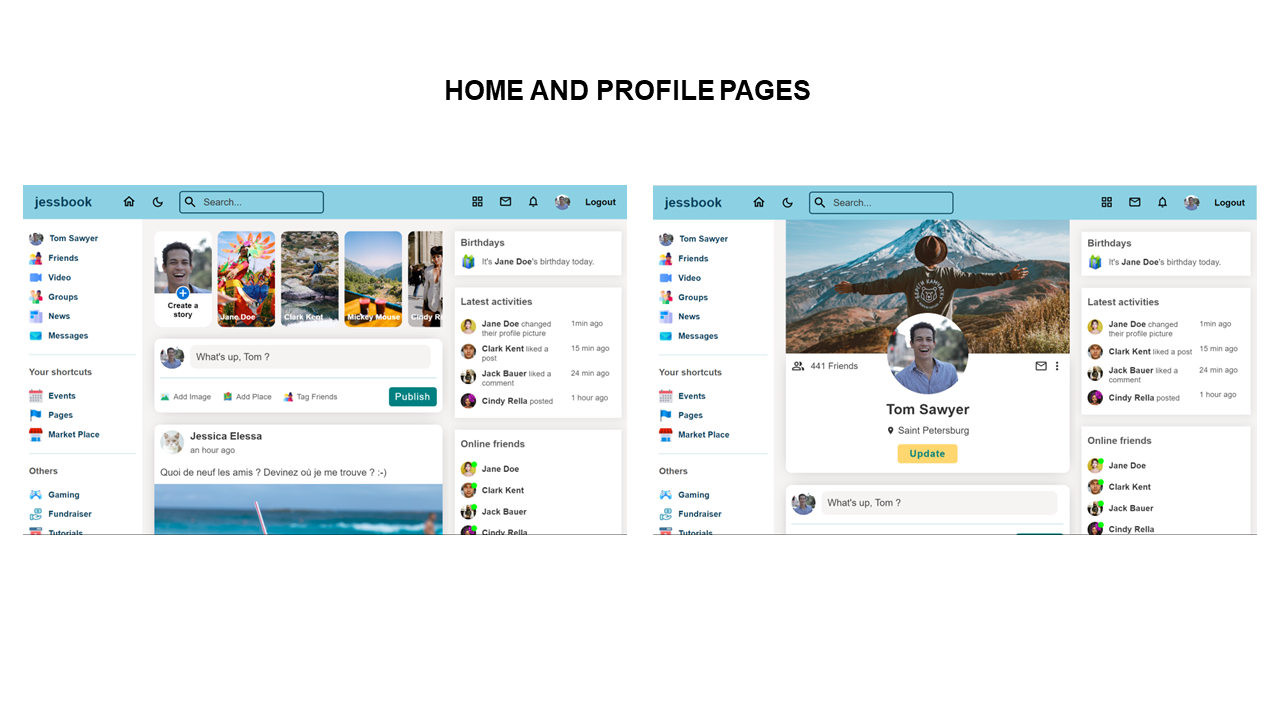 HOME AND PROFILE PAGES
jessbook
Search...
Logout
Tom Sawyer
Friends
Video
Groups
News
Messages
Your shortcuts
Events
Pages
Market Place
Others
Gaming
Fundraiser
Tutorials
Create a
story
Jane Doe
Clark Kent
Mickey Mouse
Cindy R
What's up, Tom ?
Add Image
Add Place
Tag Friends
Publish
Jessica Elessa
an hour ago
Quoi de neuf les amis ? Devinez où je me trouve ? :-)
Birthdays
It's Jane Doe's birthday today.
Latest activities
Jane Doe changed 1min ago
their profile picture
Clark Kent liked a 15 min ago
post
Jack Bauer liked a 24 min ago
comment
Cindy Rella posted 1 hour ago
Online friends
Jane Doe
Clark Kent
Jack Bauer
Cindy Rella
jessbook
Search...
Logout
Tom Sawyer
Friends
Video
Groups
News
Messages
Your shortcuts
Events
Pages
Market Place
Others
Gaming
Fundraiser
Tutorials
441 Friends
Tom Sawyer
Saint Petersburg
Update
What's up, Tom ?
Birthdays
It's Jane Doe's birthday today.
Latest activities
Jane Doe changed 1min ago
their profile picture
Clark Kent liked a post 15 min ago
Jack Bauer liked a 24 min ago
comment
Cindy Rella posted 1 hour ago
Online friends
Jane Doe
Clark Kent
Jack Bauer
Cindy Rella